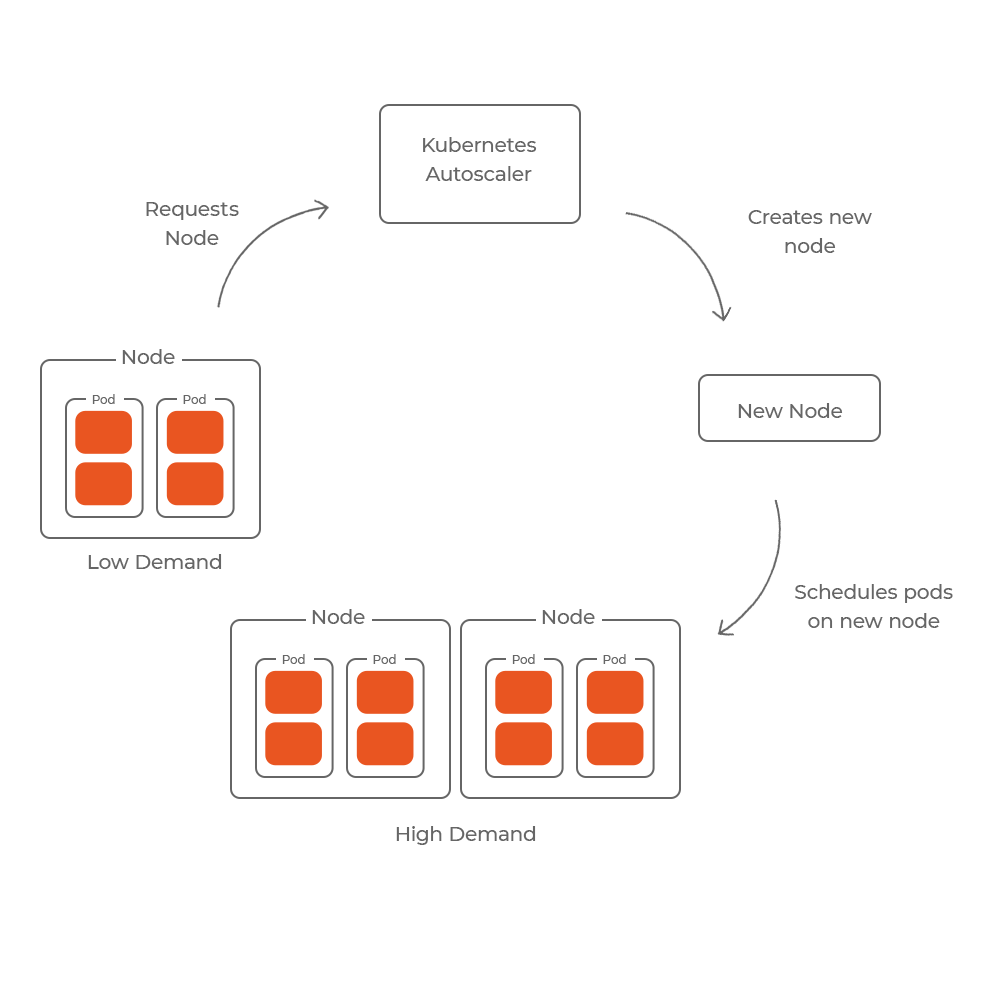 Kubernetes
Autoscaler
Requests
Node
Creates new
node
Node
Pod Pod
Low Demand
New Node
Schedules pods
on new node
Node Node
Pod Pod Pod Pod
High Demand